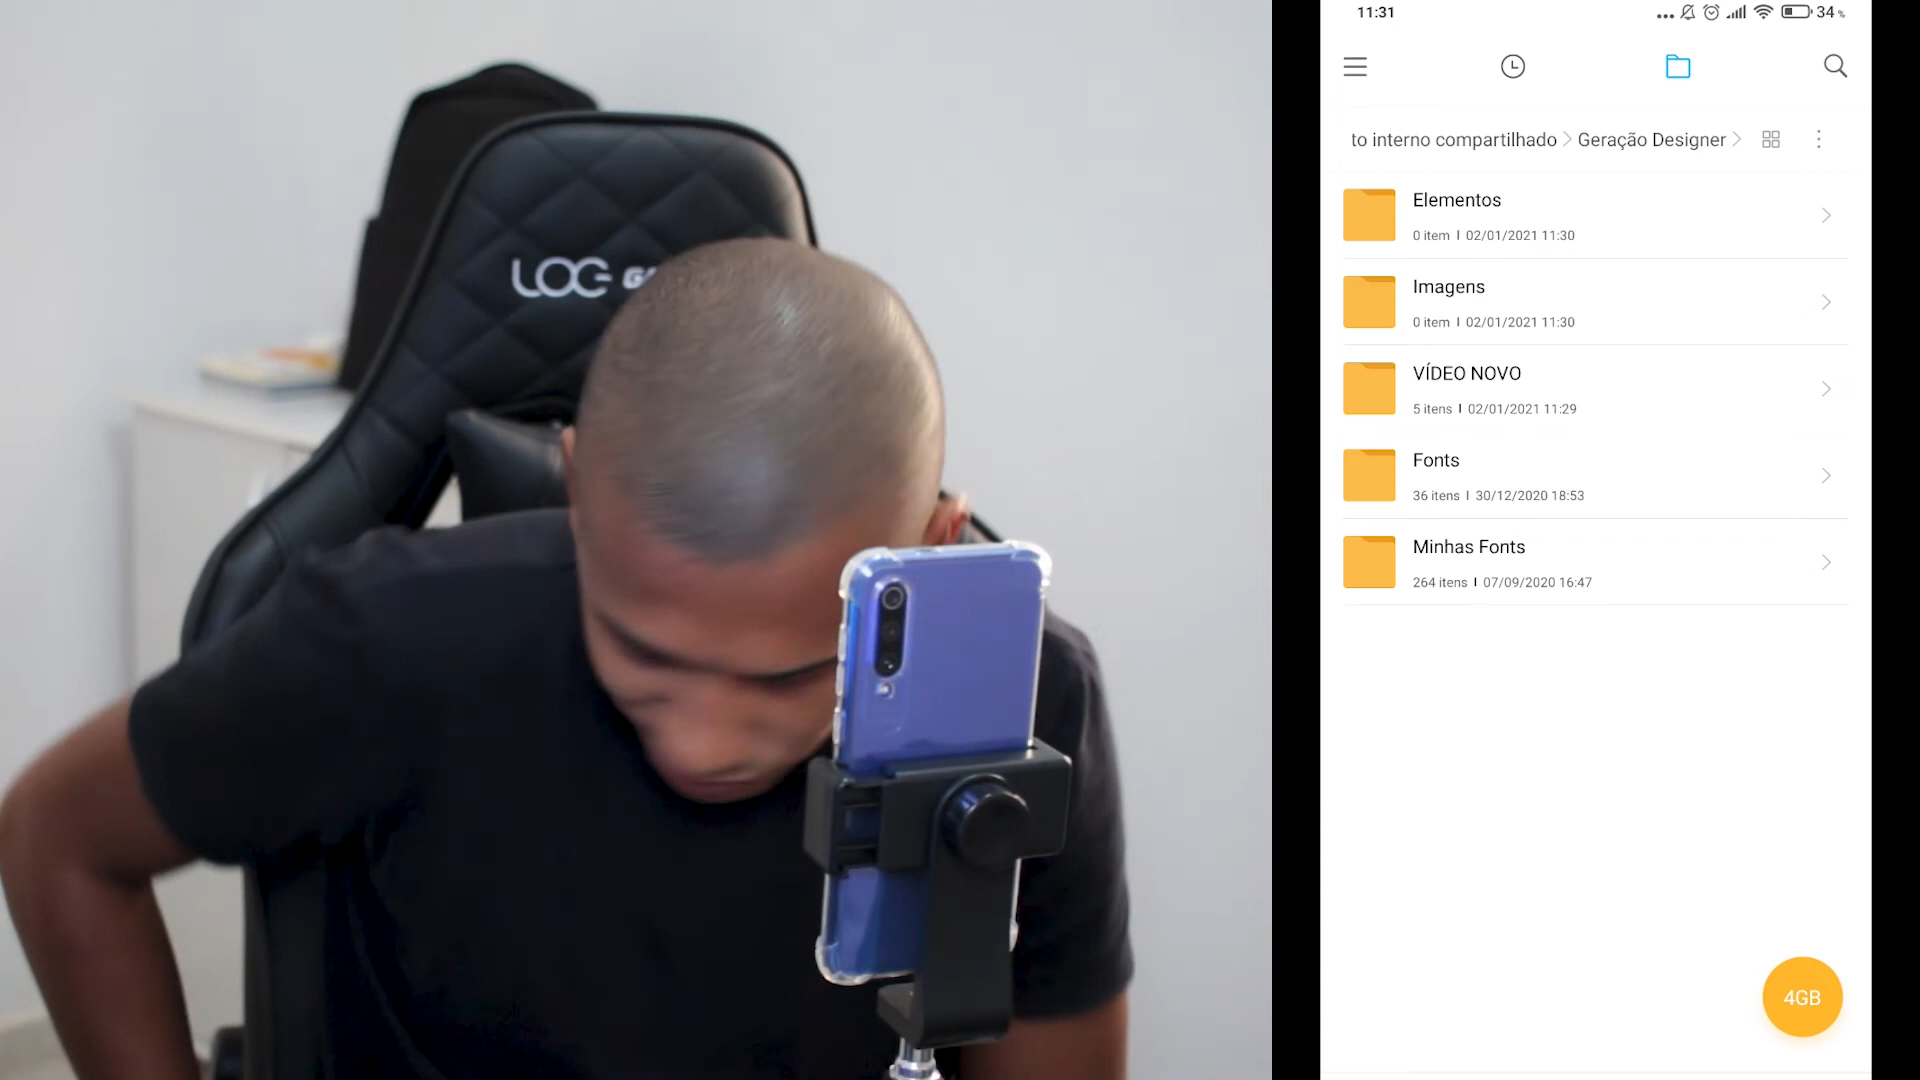 LOG
11:31
34 %
to interno compartilhado > Geração Designer >
Elementos
0 item I 02/01/2021 11:30
Imagens
0 item I 02/01/2021 11:30
VÍDEO NOVO
5 itens I 02/01/2021 11:29
Fonts
36 itens I 30/12/2020 18:53
Minhas Fonts
264 itens I 07/09/2020 16:47
4GB